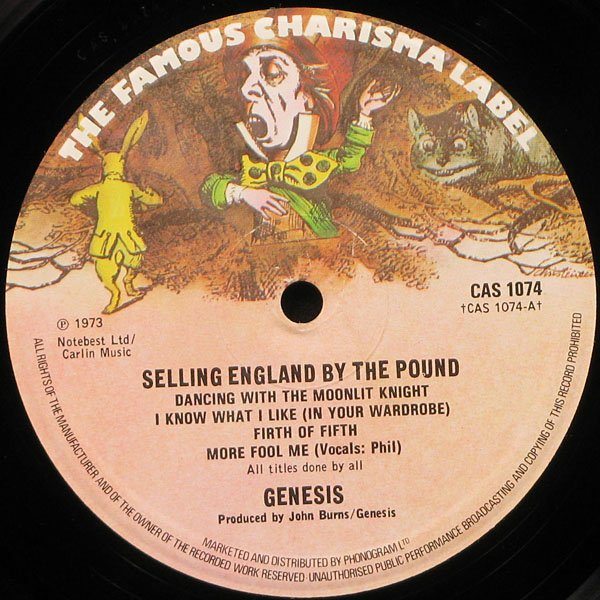 THE FAMOUS CHARISMA LABEL
CAS 1074
†CAS 1074-A†
Ⓟ 1973
Notebest Ltd/
Carlin Music
SELLING ENGLAND BY THE POUND
DANCING WITH THE MOONLIT KNIGHT
I KNOW WHAT I LIKE (IN YOUR WARDROBE)
FIRTH OF FIFTH
MORE FOOL ME (Vocals: Phil)
All titles done by all
GENESIS
Produced by John Burns/Genesis
MARKETED AND DISTRIBUTED BY PHONOGRAM LTD
ALL RIGHTS OF THE MANUFACTURER AND OF THE OWNER OF THE RECORDED WORK RESERVED·UNAUTHORISED PUBLIC PERFORMANCE BROADCASTING AND COPYING OF THIS RECORD PROHIBITED